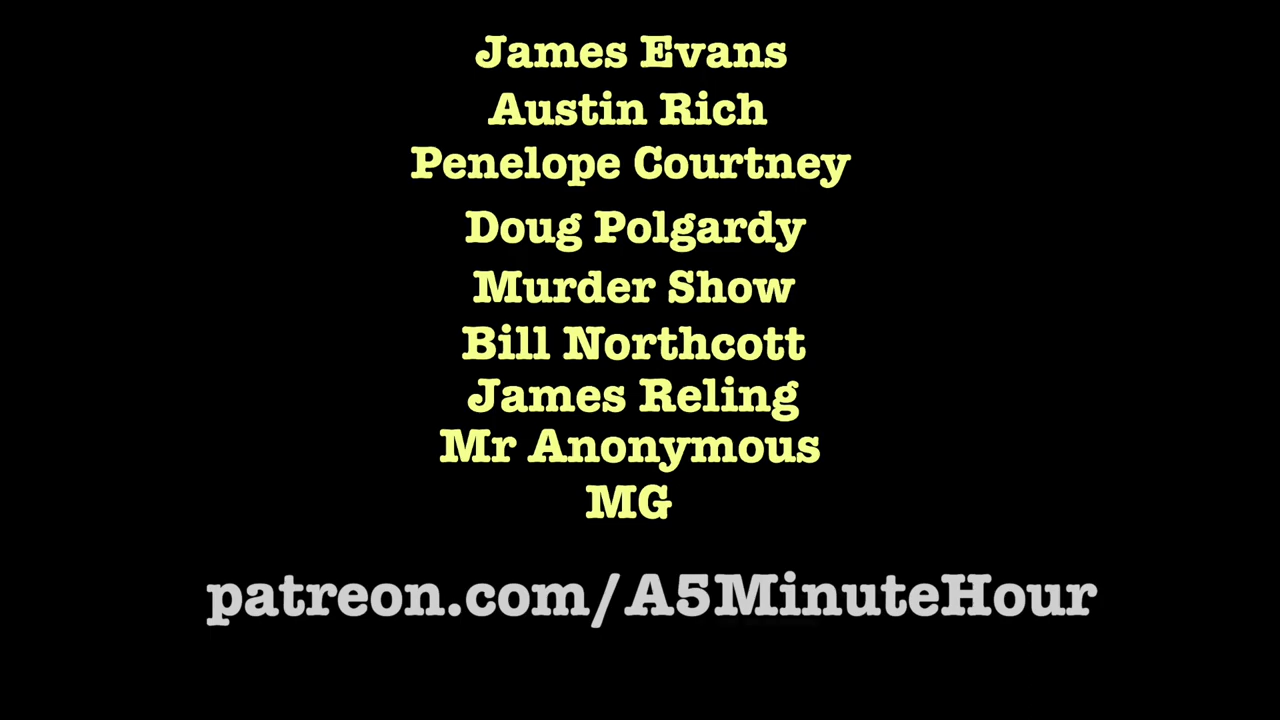 James Evans
Austin Rich
Penelope Courtney
Doug Polgardy
Murder Show
Bill Northcott
James Reling
Mr Anonymous
MG
patreon.com/A5MinuteHour